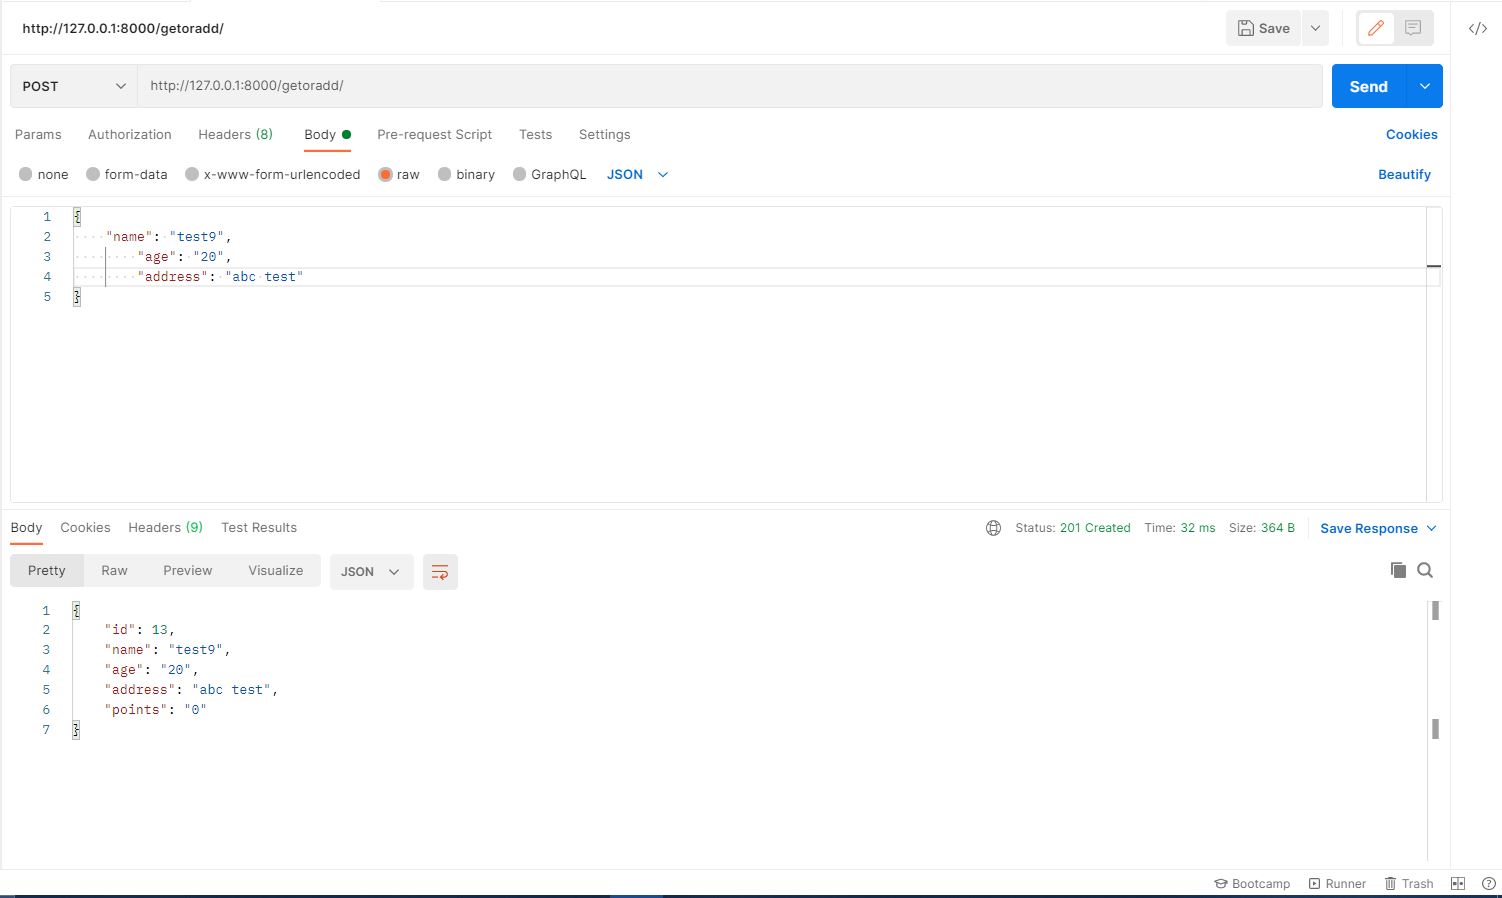 http://127.0.0.1:8000/getoradd/
Save
POST
http://127.0.0.1:8000/getoradd/
Send
Params Authorization Headers (8) Body Pre-request Script Tests Settings Cookies
none form-data x-www-form-urlencoded raw binary GraphQL JSON Beautify
1 {
2 "name": "test9",
3 "age": "20",
4 "address": "abc test"
5 }
Body Cookies Headers (9) Test Results Status: 201 Created Time: 32 ms Size: 364 B Save Response
Pretty Raw Preview Visualize JSON
1 {
2 "id": 13,
3 "name": "test9",
4 "age": "20",
5 "address": "abc test",
6 "points": "0"
7 }
Bootcamp Runner Trash